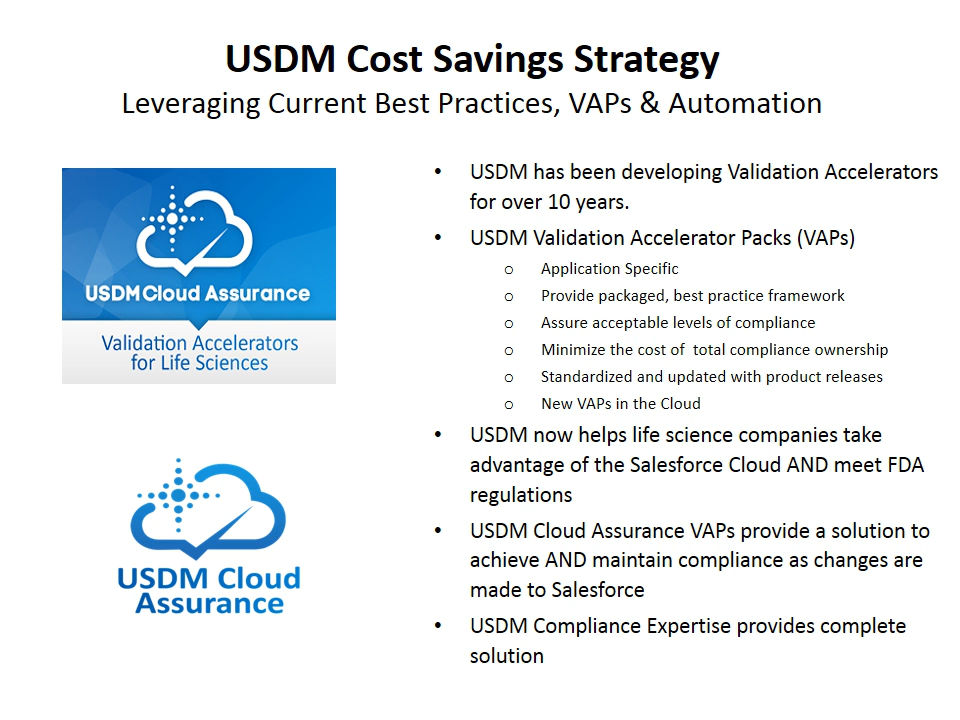 USDM Cost Savings Strategy
Leveraging Current Best Practices, VAPs & Automation
USDM Cloud Assurance
Validation Accelerators
for Life Sciences
USDM Cloud
Assurance
• USDM has been developing Validation Accelerators
for over 10 years.
• USDM Validation Accelerator Packs (VAPs)
o Application Specific
o Provide packaged, best practice framework
o Assure acceptable levels of compliance
o Minimize the cost of  total compliance ownership
o Standardized and updated with product releases
o New VAPs in the Cloud
• USDM now helps life science companies take
advantage of the Salesforce Cloud AND meet FDA
regulations
• USDM Cloud Assurance VAPs provide a solution to
achieve AND maintain compliance as changes are
made to Salesforce
• USDM Compliance Expertise provides complete
solution